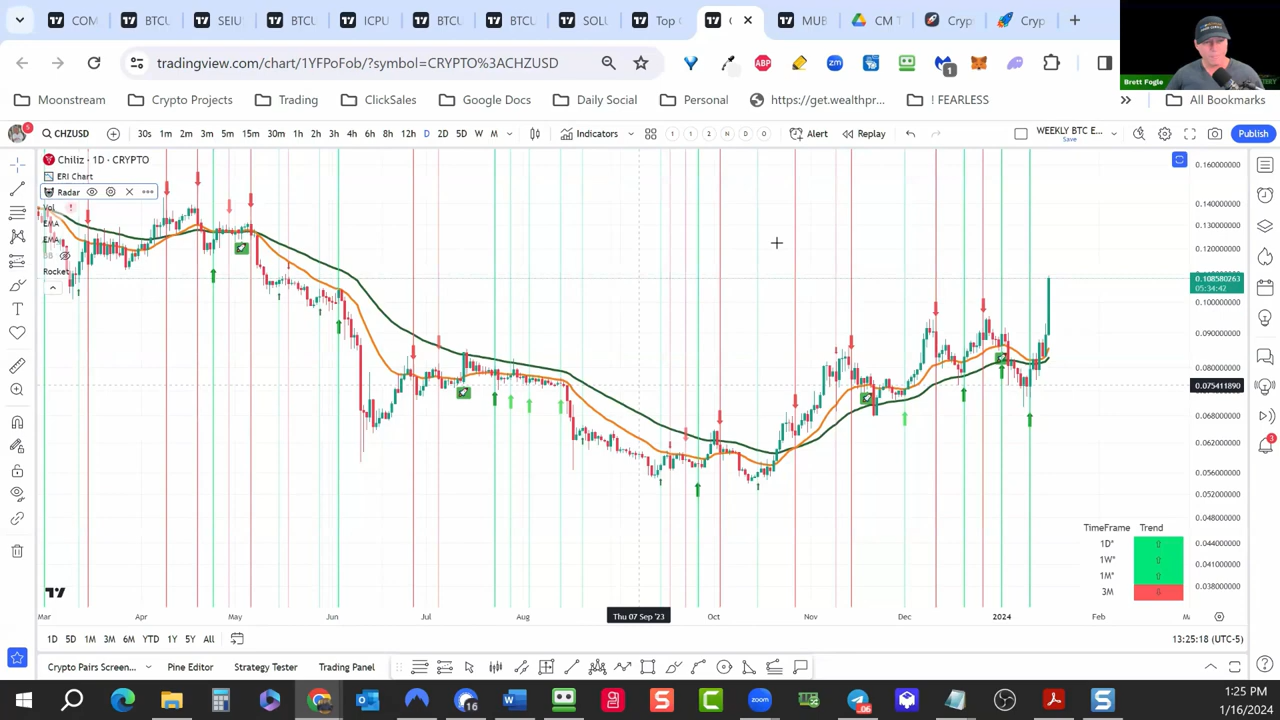 COM
BTCU
SEIU
BTCU
ICPU
BTCU
BTCU
SOLU
Top
C
MUB
CM T
Cryp
Cryp
tradingview.com/chart/1YFPoFob/?symbol=CRYPTO%3ACHZUSD
Brett Fogle
Moonstream
Crypto Projects
Trading
ClickSales
Google Docs
Daily Social
Personal
https://get.wealthpr...
! FEARLESS
All Bookmarks
CHZUSD
30s 1m 2m 3m 5m 15m 30m 1h 2h 3h 4h 6h 8h 12h D 2D 5D W M
Indicators
1 1 2 N D O
Alert
Replay
WEEKLY BTC E...
Save
Publish
Chiliz · 1D · CRYPTO
ERI Chart
Radar
Vol
EMA
EMA
BB
Rocket
0.160000000
0.140000000
0.130000000
0.120000000
0.108580263
05:34:42
0.100000000
0.090000000
0.080000000
0.075411890
0.068000000
0.062000000
0.056000000
0.052000000
0.048000000
0.044000000
0.041000000
0.038000000
TimeFrame Trend
1D*
1W*
1M*
3M
Mar Apr May Jun Jul Aug Thu 07 Sep '23 Oct Nov Dec 2024 Feb
1D 5D 1M 3M 6M YTD 1Y 5Y All
13:25:18 (UTC-5)
Crypto Pairs Screen...
Pine Editor
Strategy Tester
Trading Panel
1:25 PM
1/16/2024